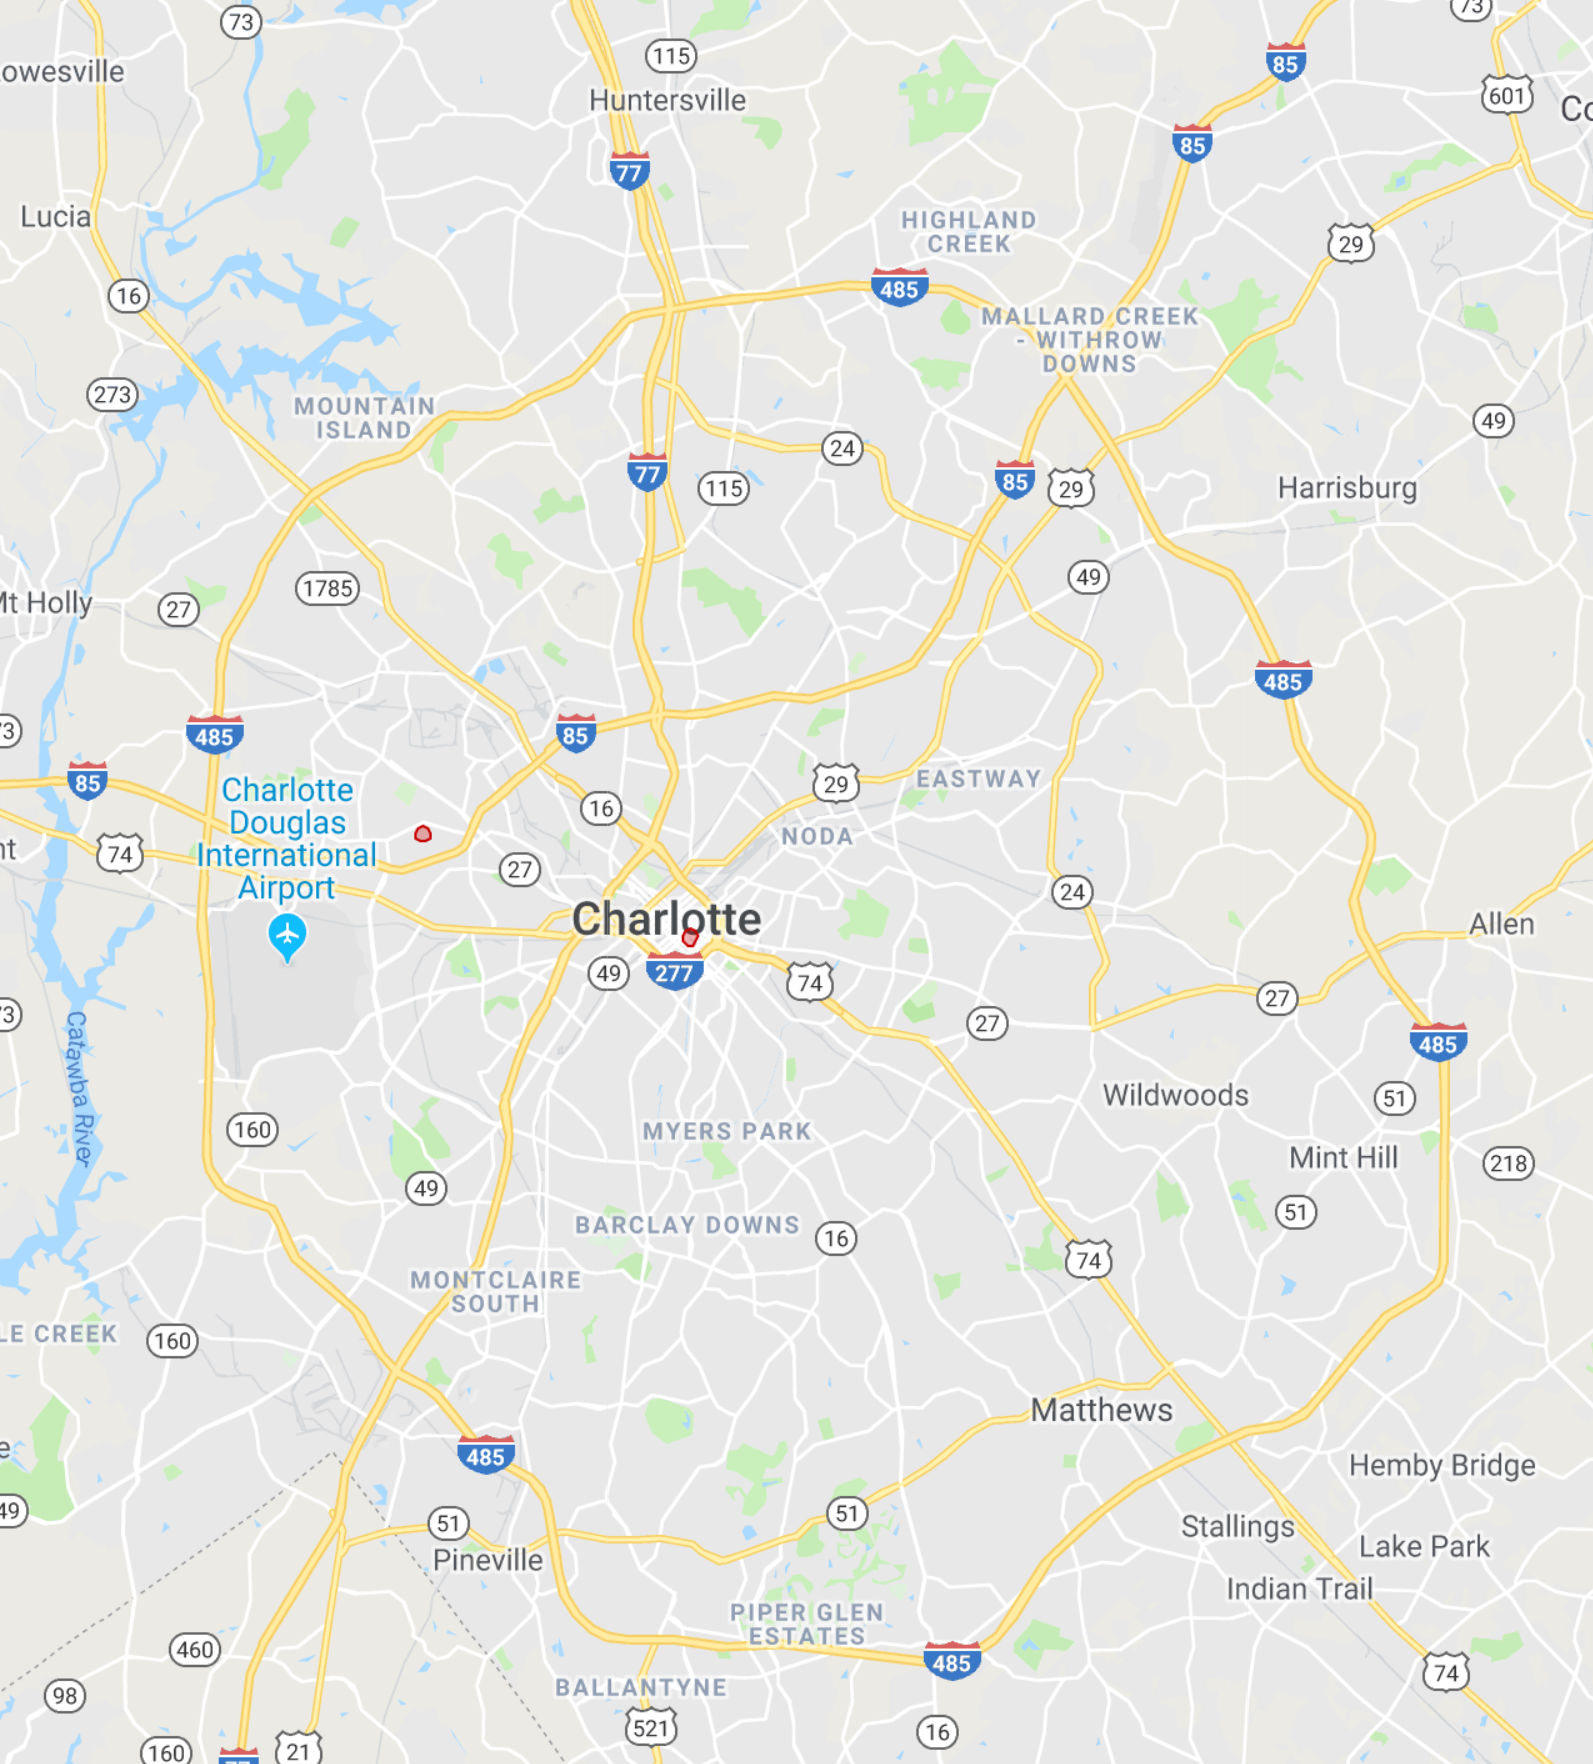 73
73
115
owesville
85
601
Huntersville
Co
85
77
Lucia
HIGHLAND
CREEK
29
16
485
MALLARD CREEK
- WITHROW
DOWNS
273
MOUNTAIN
ISLAND
49
24
77
85
115
29
Harrisburg
49
1785
Mt Holly
27
485
3
485
85
85
Charlotte
Douglas
International
Airport
29
EASTWAY
16
NODA
nt
74
27
24
Charlotte
Allen
49
277
74
27
3
27
Catawba River
485
Wildwoods
51
160
MYERS PARK
Mint Hill
218
49
51
BARCLAY DOWNS
16
74
MONTCLAIRE
SOUTH
LE CREEK
160
Matthews
e
485
Hemby Bridge
49
51
51
Stallings
Lake Park
Pineville
Indian Trail
PIPER GLEN
ESTATES
460
485
74
98
BALLANTYNE
521
16
160
21
77